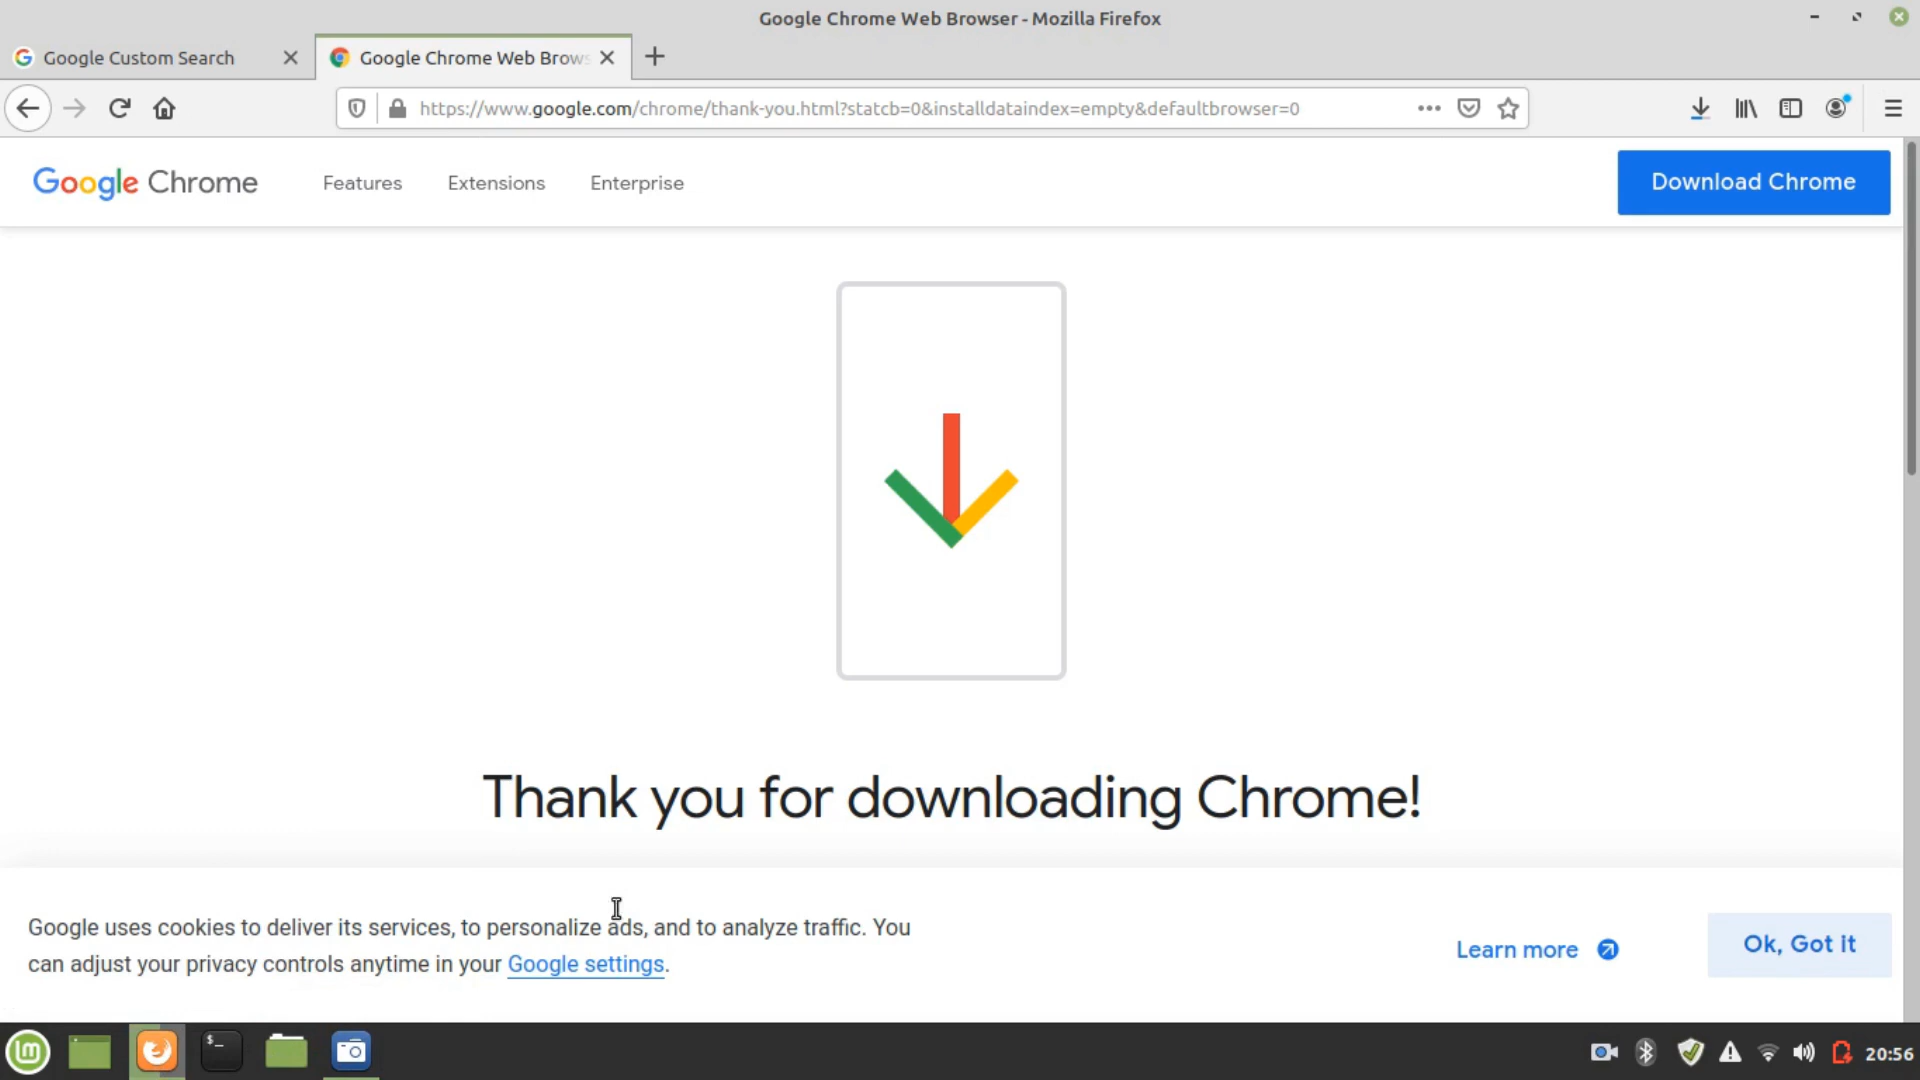 Google Chrome Web Browser - Mozilla Firefox
Google Custom Search
Google Chrome Web Brows
https://www.google.com/chrome/thank-you.html?statcb=0&installdataindex=empty&defaultbrowser=0
Google Chrome
Features
Extensions
Enterprise
Download Chrome
Thank you for downloading Chrome!
Google uses cookies to deliver its services, to personalize ads, and to analyze traffic. You
can adjust your privacy controls anytime in your Google settings.
Learn more
Ok, Got it
$_
20:56